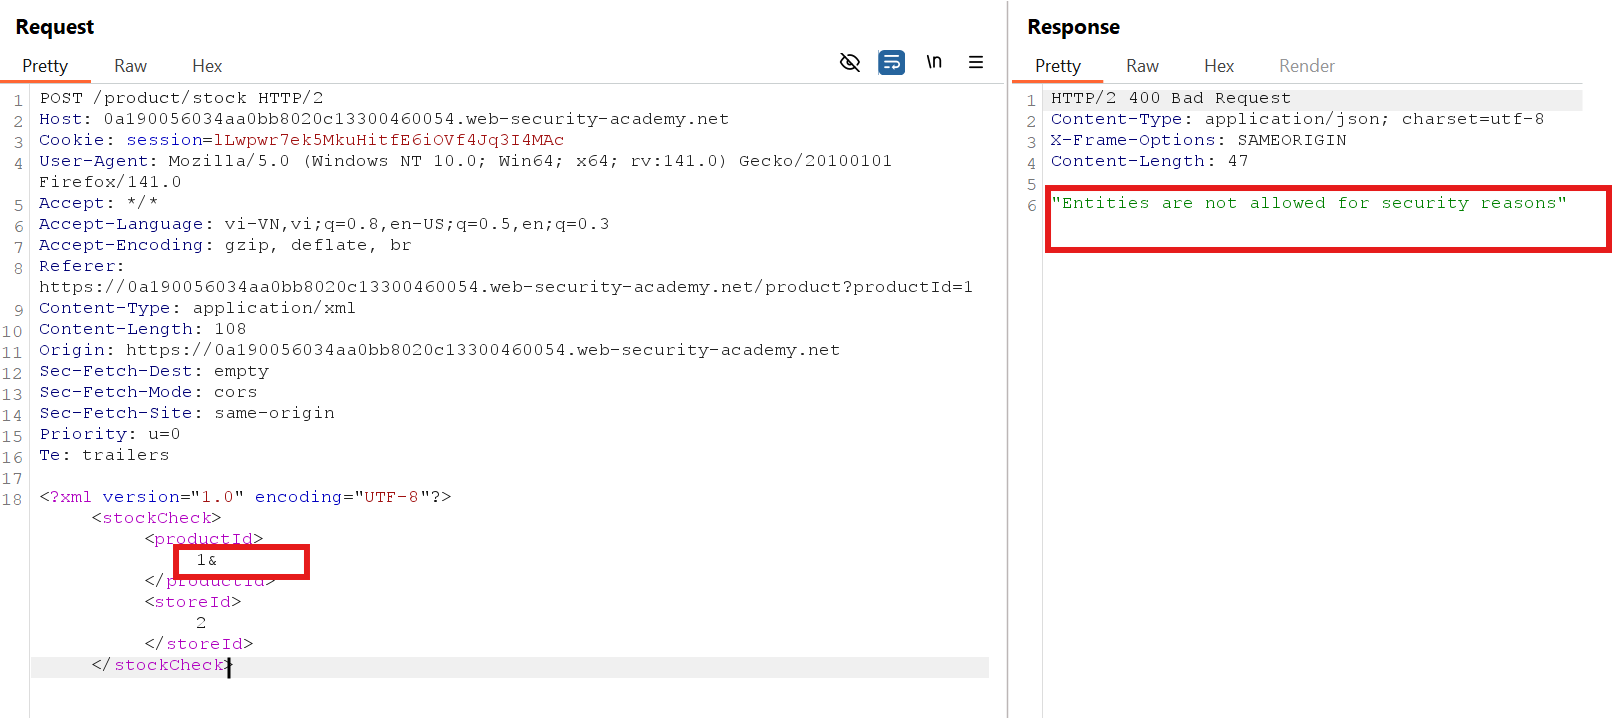 Request
Pretty Raw Hex
\n
1 POST /product/stock HTTP/2
2 Host: 0a190056034aa0bb8020c13300460054.web-security-academy.net
3 Cookie: session=lLwpwr7ek5MkuHitfE6iOVf4Jq3I4MAc
4 User-Agent: Mozilla/5.0 (Windows NT 10.0; Win64; x64; rv:141.0) Gecko/20100101
Firefox/141.0
5 Accept: */*
6 Accept-Language: vi-VN,vi;q=0.8,en-US;q=0.5,en;q=0.3
7 Accept-Encoding: gzip, deflate, br
8 Referer:
https://0a190056034aa0bb8020c13300460054.web-security-academy.net/product?productId=1
9 Content-Type: application/xml
10 Content-Length: 108
11 Origin: https://0a190056034aa0bb8020c13300460054.web-security-academy.net
12 Sec-Fetch-Dest: empty
13 Sec-Fetch-Mode: cors
14 Sec-Fetch-Site: same-origin
15 Priority: u=0
16 Te: trailers
17
18 <?xml version="1.0" encoding="UTF-8"?>
<stockCheck>
<productId>
1&
</productId>
<storeId>
2
</storeId>
</stockCheck>
Response
Pretty Raw Hex Render
1 HTTP/2 400 Bad Request
2 Content-Type: application/json; charset=utf-8
3 X-Frame-Options: SAMEORIGIN
4 Content-Length: 47
5
6 "Entities are not allowed for security reasons"